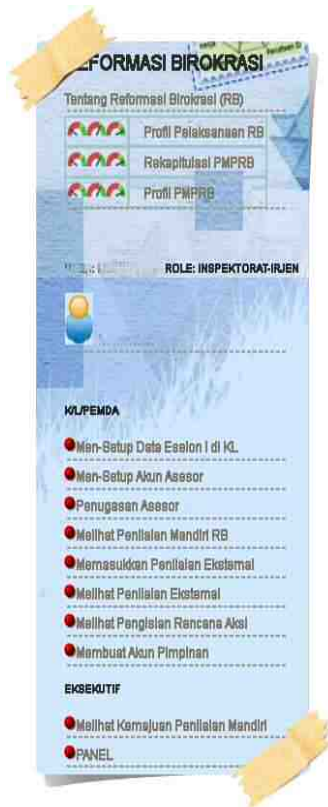 REFORMASI BIROKRASI
Tentang Reformasi Birokrasi (RB)
Profil Pelaksanaan RB
Rekapitulasi PMPRB
Profil PMPRB
ROLE: INSPEKTORAT-IRJEN
K/L/PEMDA
Men-Setup Data Eselon I di KL
Men-Setup Akun Asesor
Penugasan Asesor
Melihat Penilaian Mandiri RB
Memasukkan Penilaian Eksternal
Melihat Penilaian Eksternal
Melihat Pengisian Rencana Aksi
Membuat Akun Pimpinan
EKSEKUTIF
Melihat Kemajuan Penilaian Mandiri
PANEL